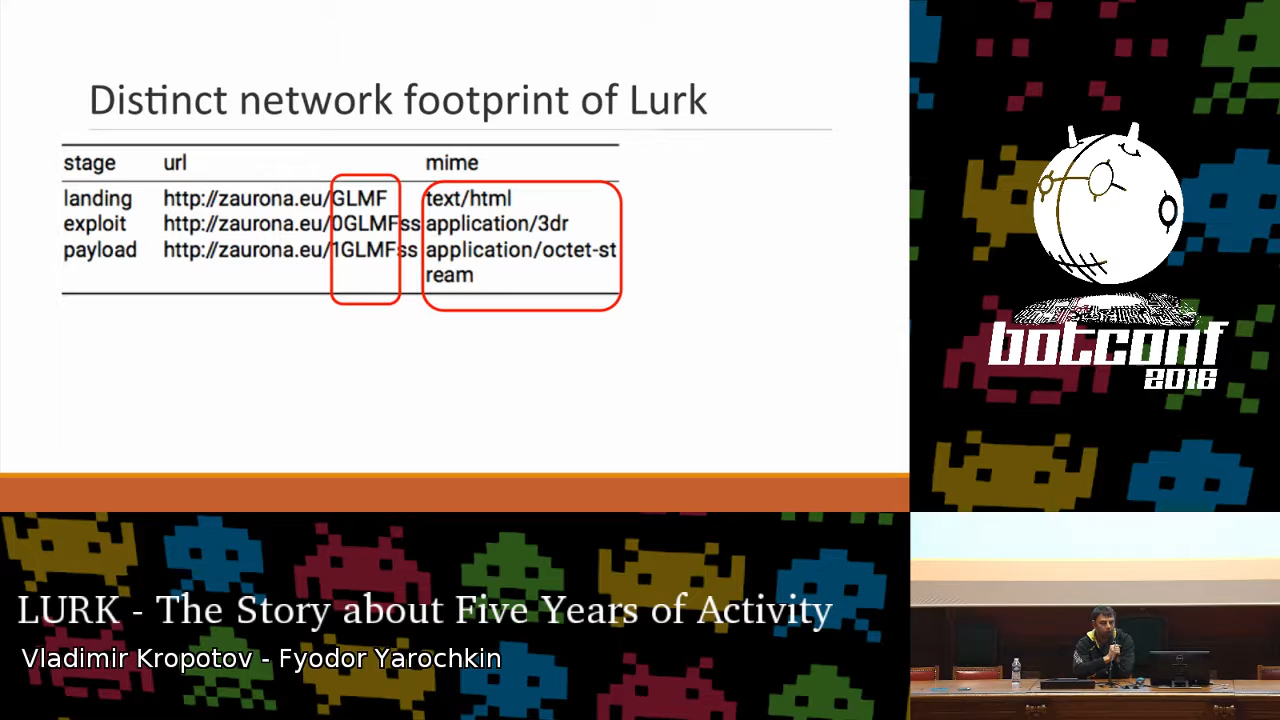 Distinct network footprint of Lurk
stage url mime
landing http://zaurona.eu/GLMF text/html
exploit http://zaurona.eu/0GLMFss application/3dr
payload http://zaurona.eu/1GLMFss application/octet-st
ream
botconf
2016
LURK - The Story about Five Years of Activity
Vladimir Kropotov - Fyodor Yarochkin